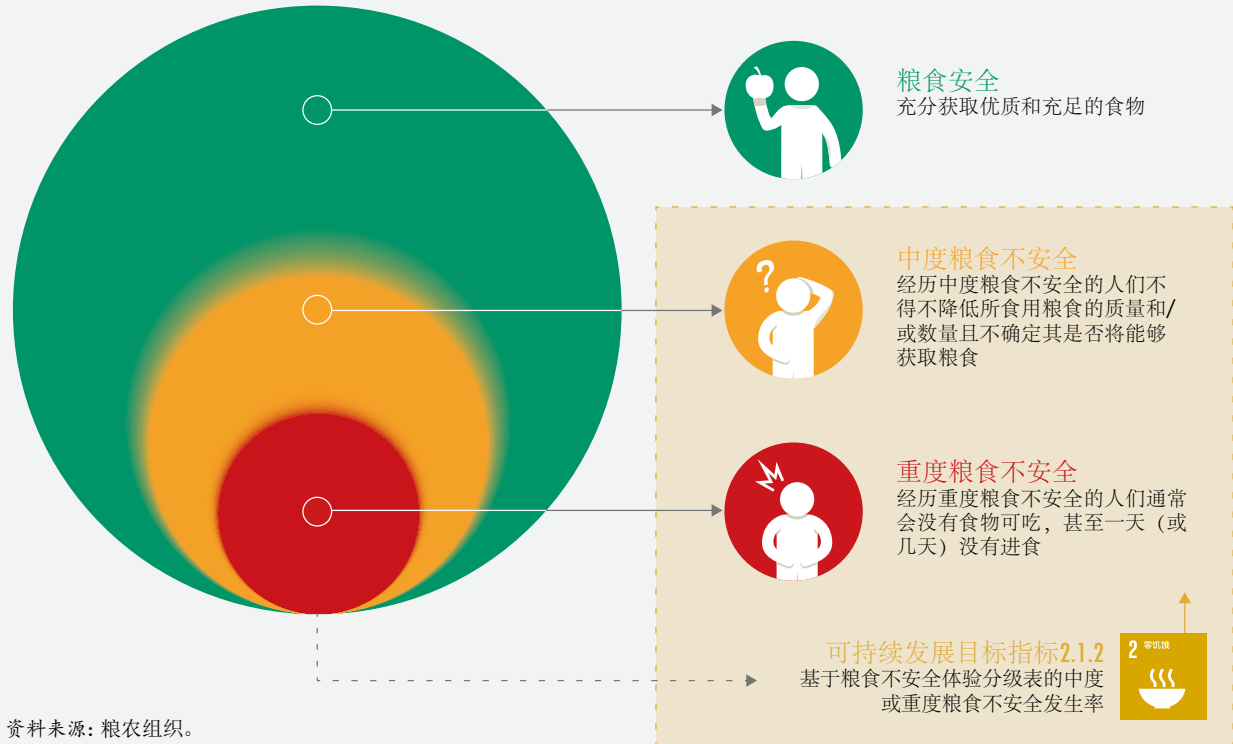 粮食安全
充分获取优质和充足的食物
?
中度粮食不安全
经历中度粮食不安全的人们不
得不降低所食用粮食的质量和/
或数量且不确定其是否将能够
获取粮食
重度粮食不安全
经历重度粮食不安全的人们通常
会没有食物可吃，甚至一天（或
几天）没有进食
可持续发展目标指标2.1.2
基于粮食不安全体验分级表的中度
或重度粮食不安全发生率
2 零饥饿
资料来源：粮农组织。